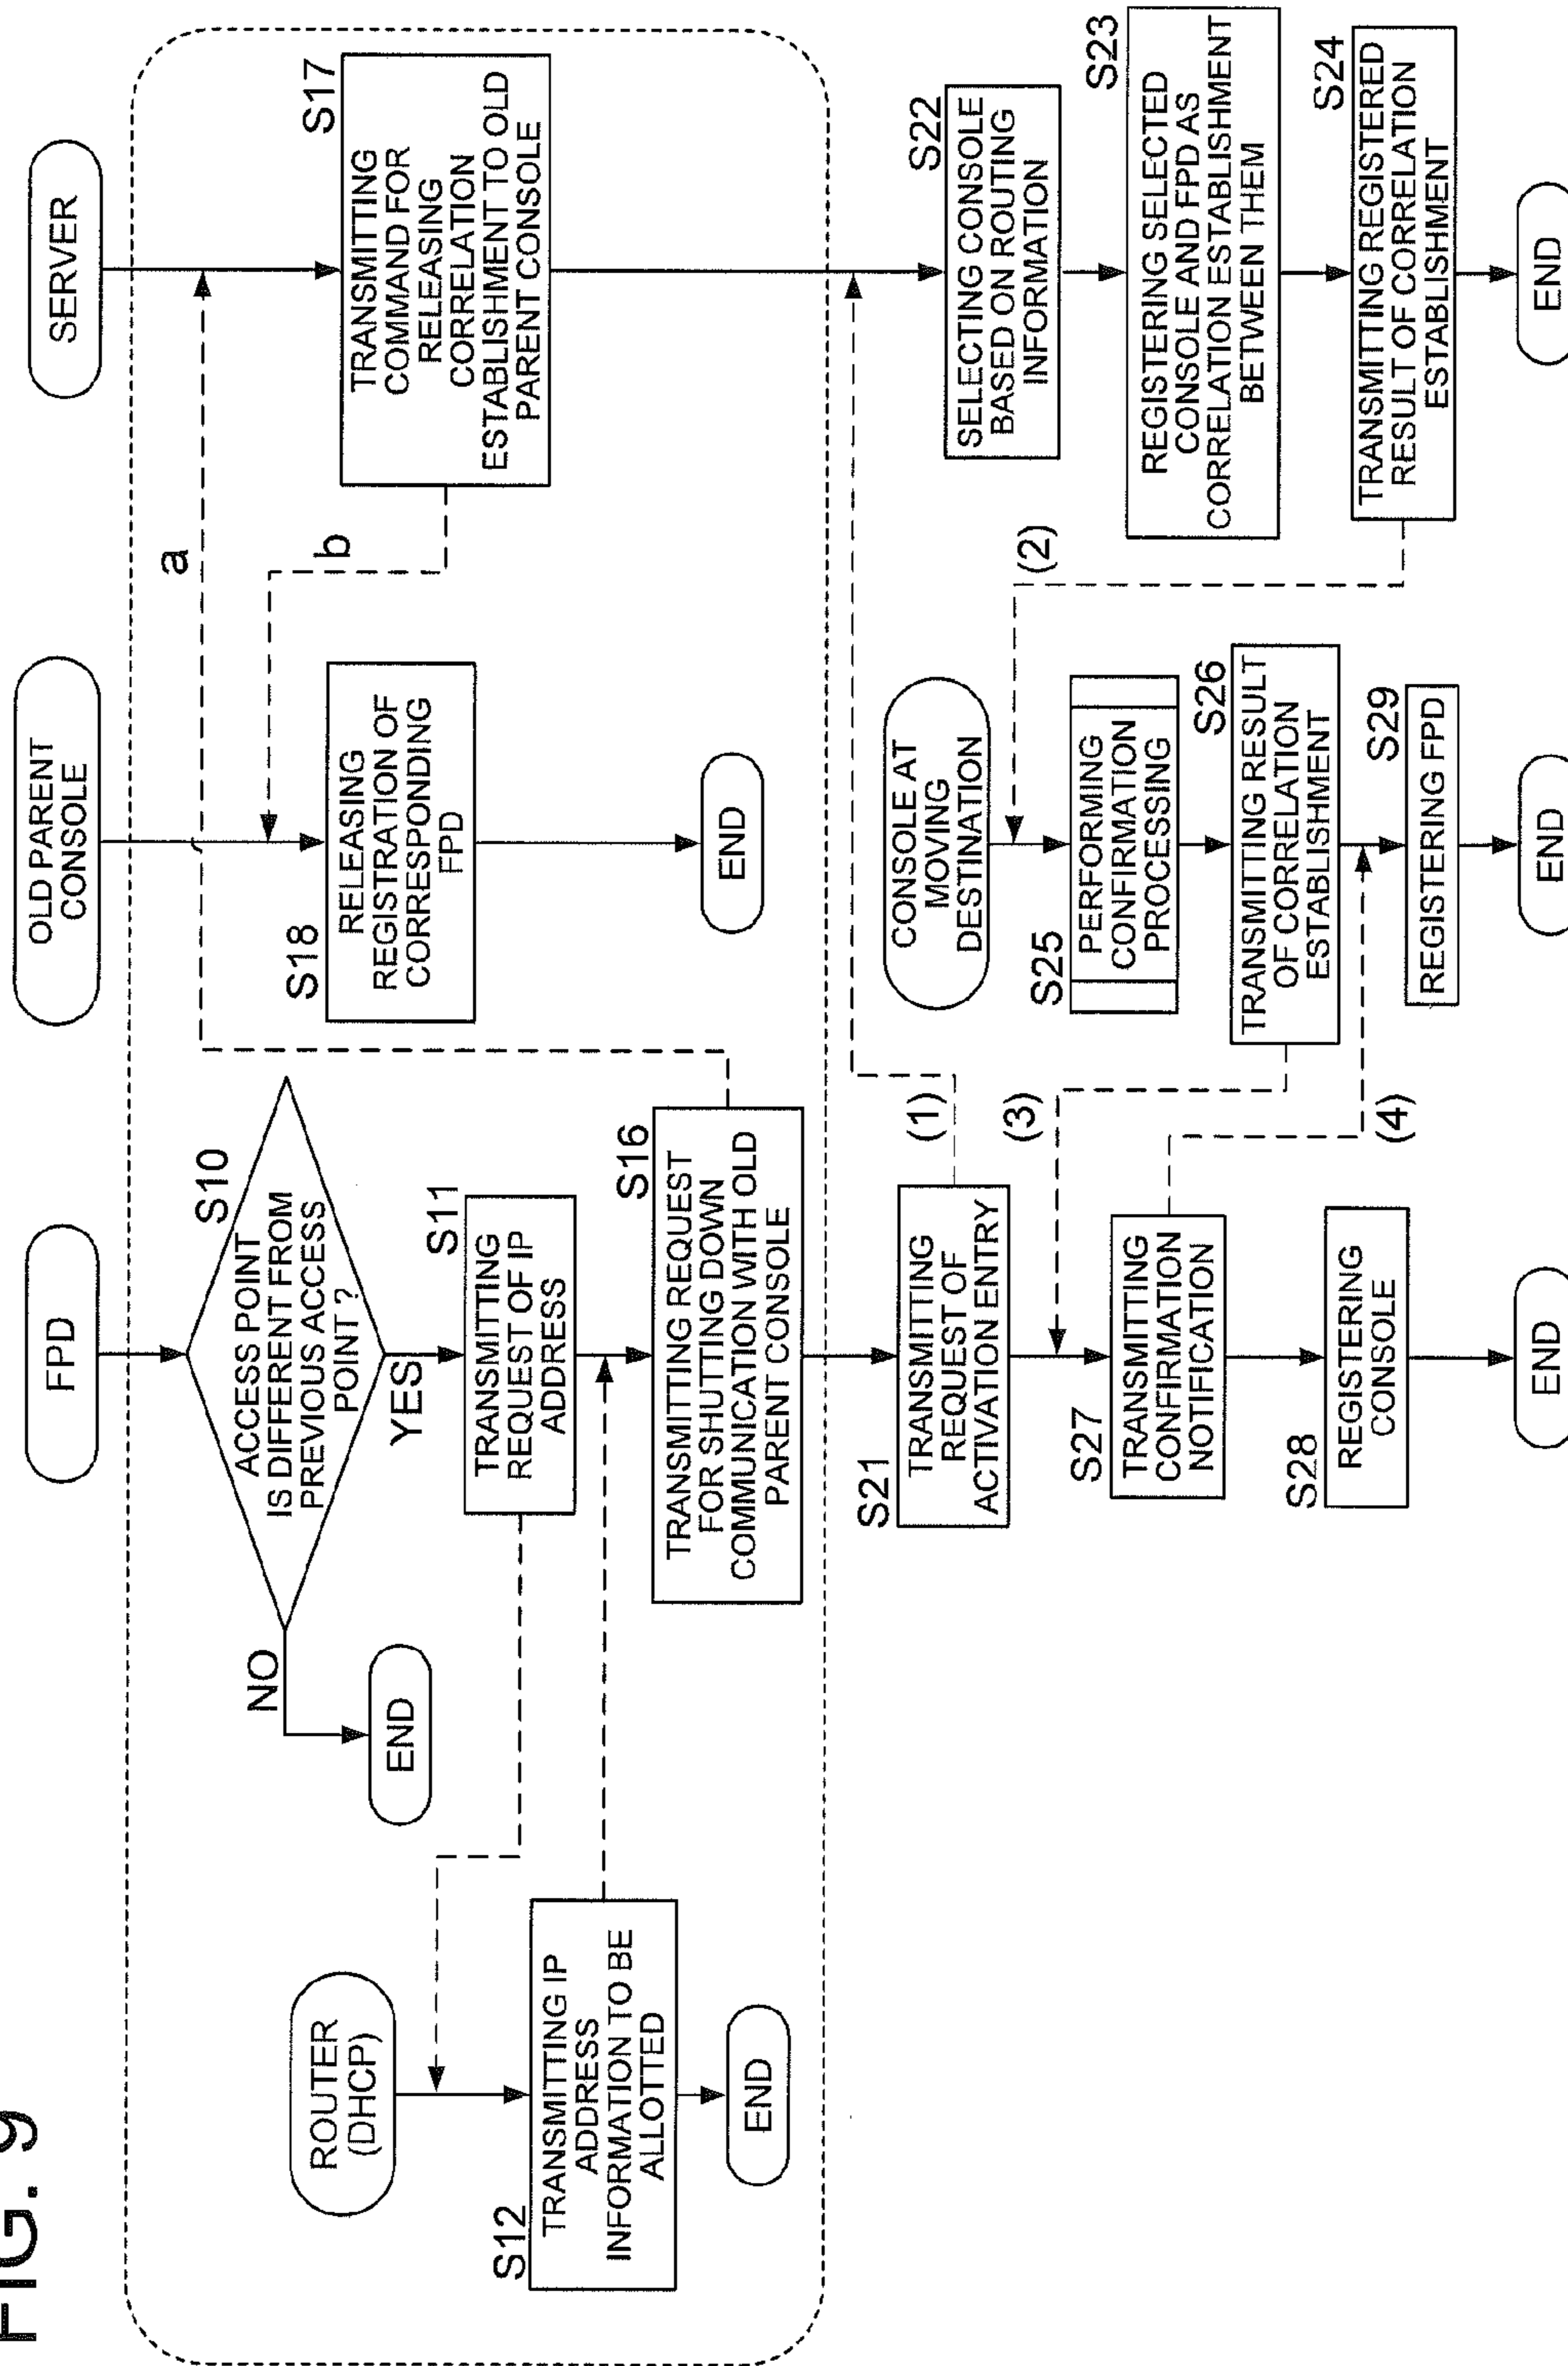 FIG. 9
ROUTER
(DHCP)
S12
TRANSMITTING IP
ADDRESS
INFORMATION TO BE
ALLOTTED
END
FPD
S10
ACCESS POINT
IS DIFFERENT FROM
PREVIOUS ACCESS
POINT ?
NO
END
YES
S11
TRANSMITTING
REQUEST OF IP
ADDRESS
S16
TRANSMITTING REQUEST
FOR SHUTTING DOWN
COMMUNICATION WITH OLD
PARENT CONSOLE
S21
TRANSMITTING
REQUEST OF
ACTIVATION ENTRY
(1)
(3)
S27
TRANSMITTING
CONFIRMATION
NOTIFICATION
(4)
S28
REGISTERING
CONSOLE
END
OLD PARENT
CONSOLE
a
b
S18
RELEASING
REGISTRATION OF
CORRESPONDING
FPD
END
CONSOLE AT
MOVING
DESTINATION
(2)
S25
PERFORMING
CONFIRMATION
PROCESSING
S26
TRANSMITTING RESULT
OF CORRELATION
ESTABLISHMENT
S29
REGISTERING FPD
END
SERVER
S17
TRANSMITTING
COMMAND FOR
RELEASING
CORRELATION
ESTABLISHMENT TO OLD
PARENT CONSOLE
S22
SELECTING CONSOLE
BASED ON ROUTING
INFORMATION
S23
REGISTERING SELECTED
CONSOLE AND FPD AS
CORRELATION ESTABLISHMENT
BETWEEN THEM
S24
TRANSMITTING REGISTERED
RESULT OF CORRELATION
ESTABLISHMENT
END